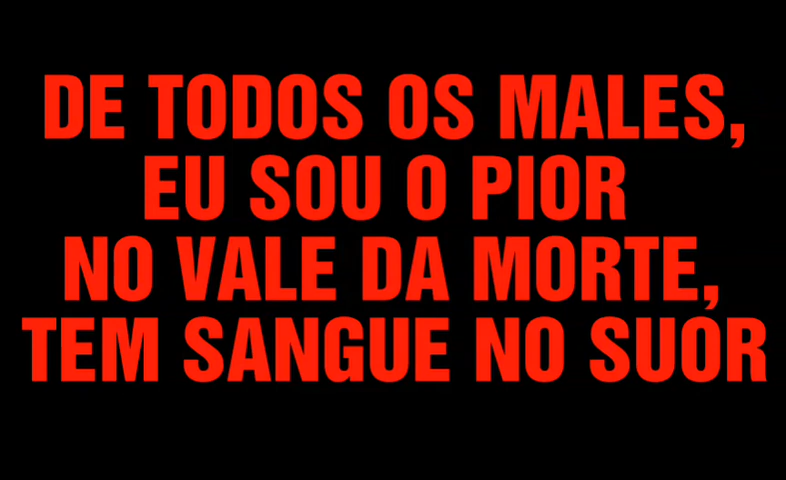 DE TODOS OS MALES,
EU SOU O PIOR
NO VALE DA MORTE,
TEM SANGUE NO SUOR